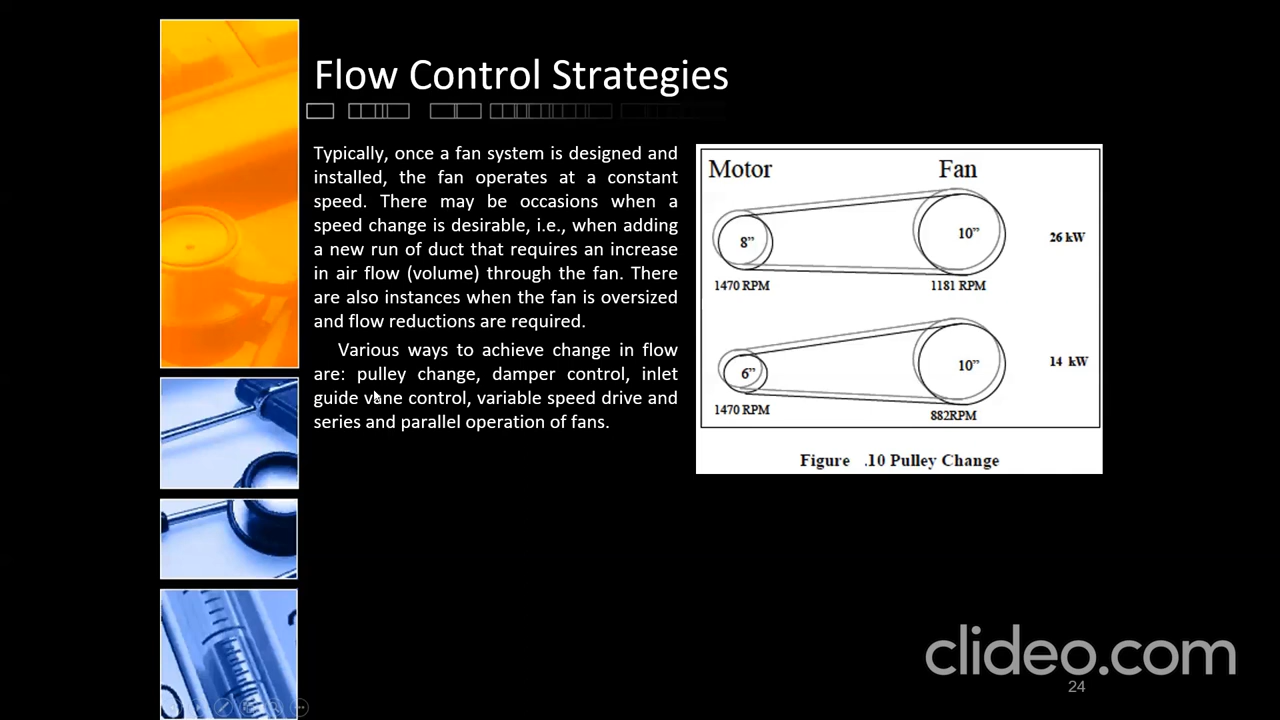 Flow Control Strategies
Typically, once a fan system is designed and
installed, the fan operates at a constant
speed. There may be occasions when a
speed change is desirable, i.e., when adding
a new run of duct that requires an increase
in air flow (volume) through the fan. There
are also instances when the fan is oversized
and flow reductions are required.
Various ways to achieve change in flow
are: pulley change, damper control, inlet
guide vane control, variable speed drive and
series and parallel operation of fans.
Motor Fan
8” 10” 26 kW
1470 RPM 1181 RPM
6” 10” 14 kW
1470 RPM 882RPM
Figure .10 Pulley Change
clideo.com
24